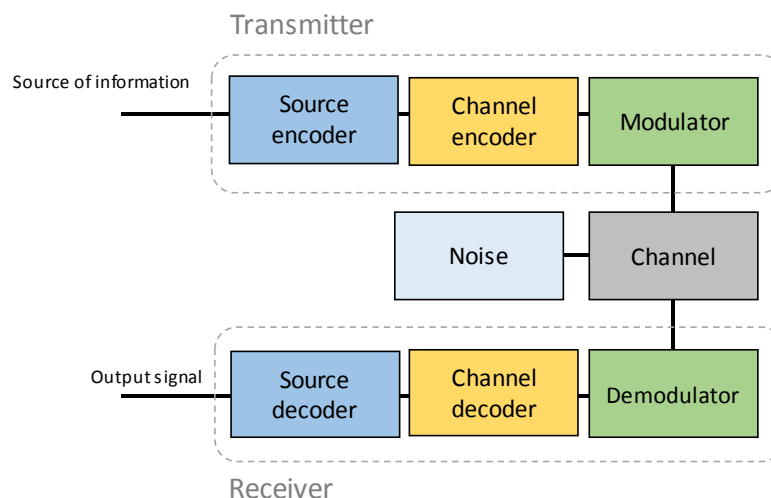 Transmitter
Source of information
Source
encoder
Channel
encoder
Modulator
Noise
Channel
Output signal
Source
decoder
Channel
decoder
Demodulator
Receiver